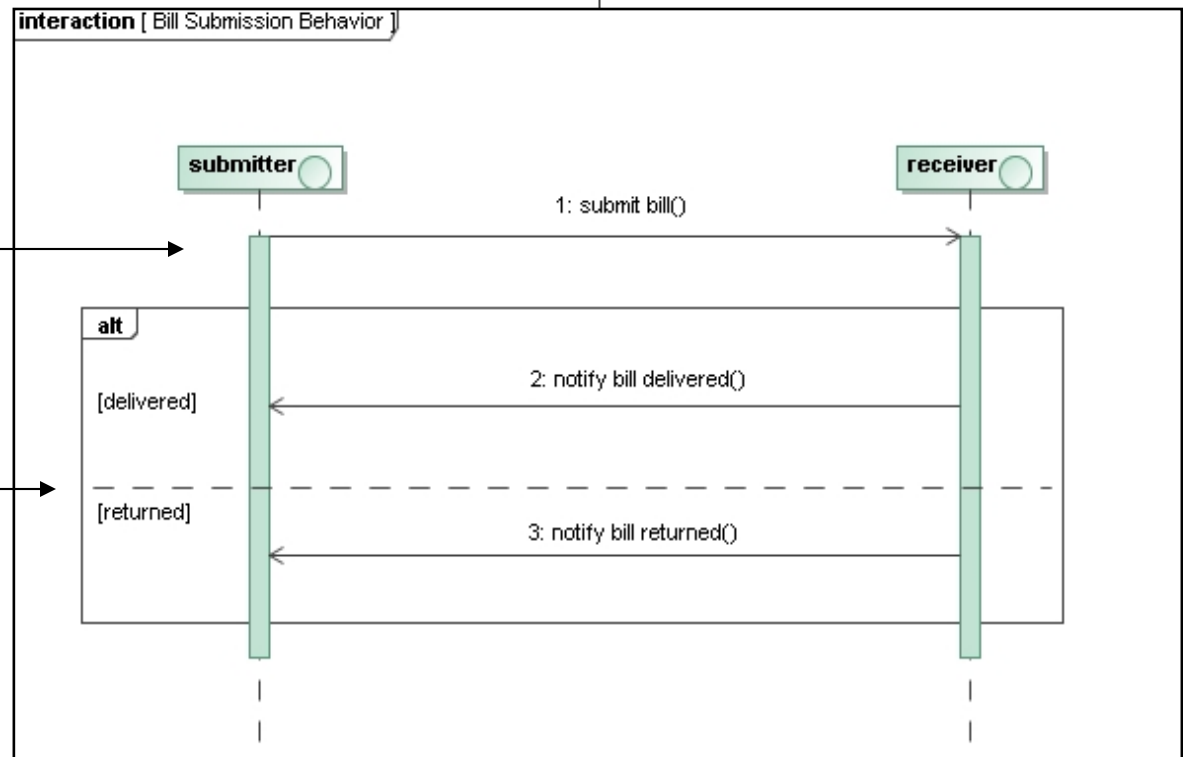 interaction [ Bill Submission Behavior ]
submitter
receiver
1: submit bill()
alt
2: notify bill delivered()
[delivered]
[returned]
3: notify bill returned()